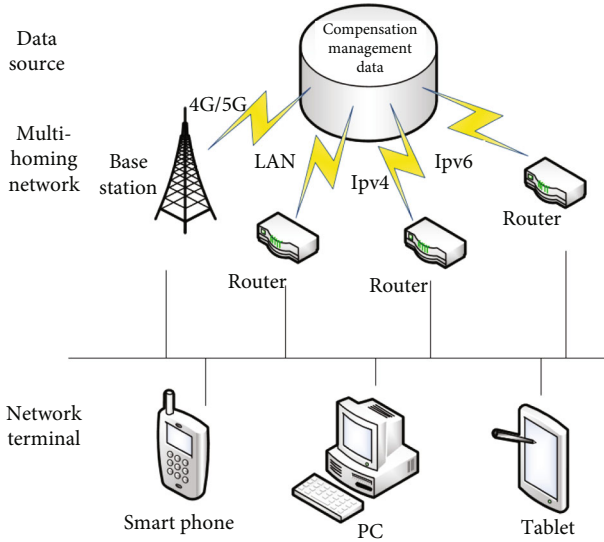 Data
source
Compensation
management
data
4G/5G
Multi-
homing
network
Base
station
LAN
Ipv4
Ipv6
Router
Router
Router
Network
terminal
Smart phone
PC
Tablet